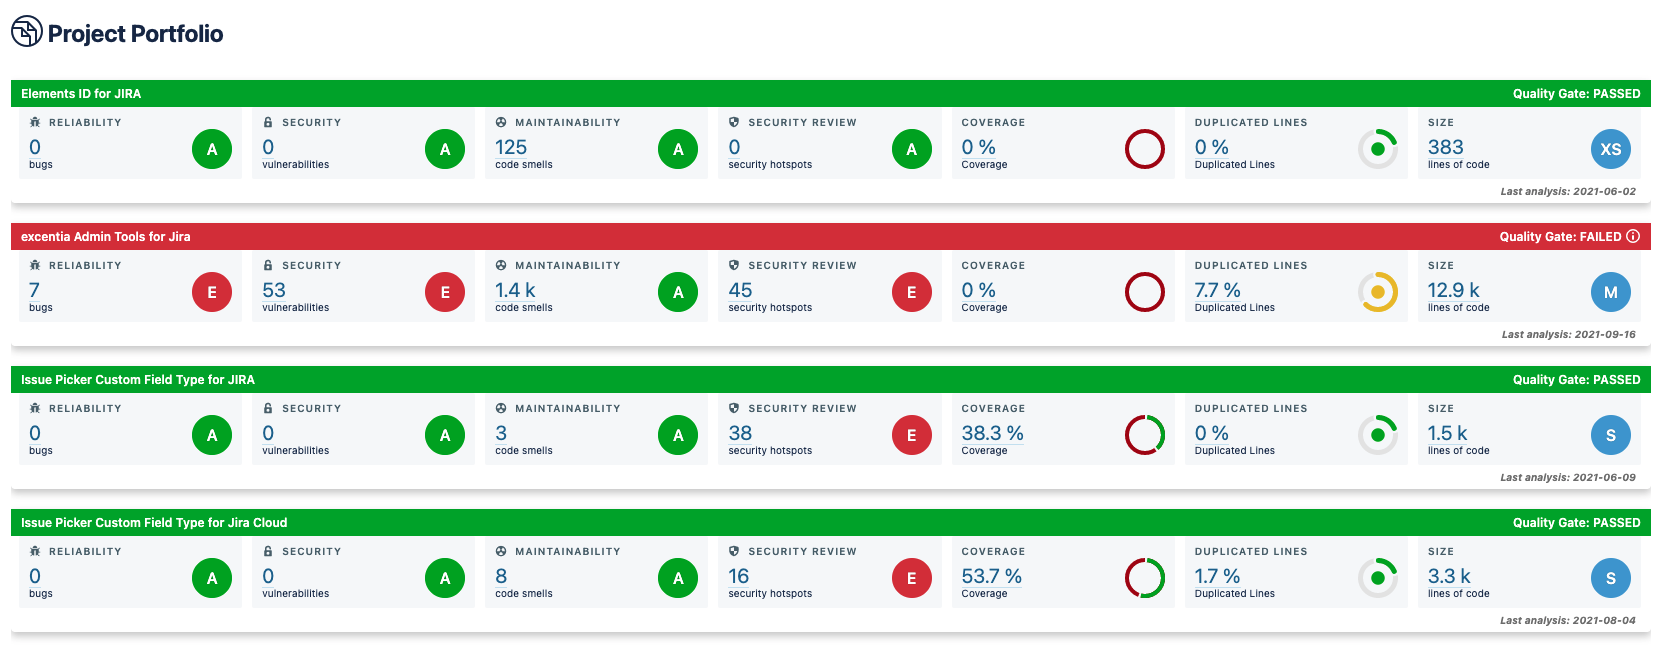 Project Portfolio
Elements ID for JIRA Quality Gate: PASSED
RELIABILITY SECURITY MAINTAINABILITY SECURITY REVIEW COVERAGE DUPLICATED LINES SIZE
0 A 0 A 125 A 0 A 0 % 0 % 383 XS
bugs vulnerabilities code smells security hotspots Coverage Duplicated Lines lines of code
Last analysis: 2021-06-02
excentia Admin Tools for Jira Quality Gate: FAILED
RELIABILITY SECURITY MAINTAINABILITY SECURITY REVIEW COVERAGE DUPLICATED LINES SIZE
7 E 53 E 1.4 k A 45 E 0 % 7.7 % 12.9 k M
bugs vulnerabilities code smells security hotspots Coverage Duplicated Lines lines of code
Last analysis: 2021-09-16
Issue Picker Custom Field Type for JIRA Quality Gate: PASSED
RELIABILITY SECURITY MAINTAINABILITY SECURITY REVIEW COVERAGE DUPLICATED LINES SIZE
0 A 0 A 3 A 38 E 38.3 % 0 % 1.5 k S
bugs vulnerabilities code smells security hotspots Coverage Duplicated Lines lines of code
Last analysis: 2021-06-09
Issue Picker Custom Field Type for Jira Cloud Quality Gate: PASSED
RELIABILITY SECURITY MAINTAINABILITY SECURITY REVIEW COVERAGE DUPLICATED LINES SIZE
0 A 0 A 8 A 16 E 53.7 % 1.7 % 3.3 k S
bugs vulnerabilities code smells security hotspots Coverage Duplicated Lines lines of code
Last analysis: 2021-08-04